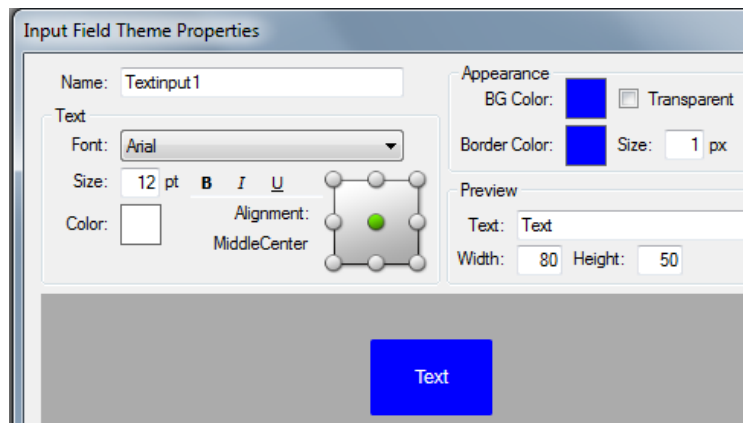 Input Field Theme Properties
Name: Textinput1
Text
Font: Arial
Size: 12 pt B I U
Color:
Alignment:
MiddleCenter
Appearance
BG Color: Transparent
Border Color: Size: 1 px
Preview
Text: Text
Width: 80 Height: 50
Text